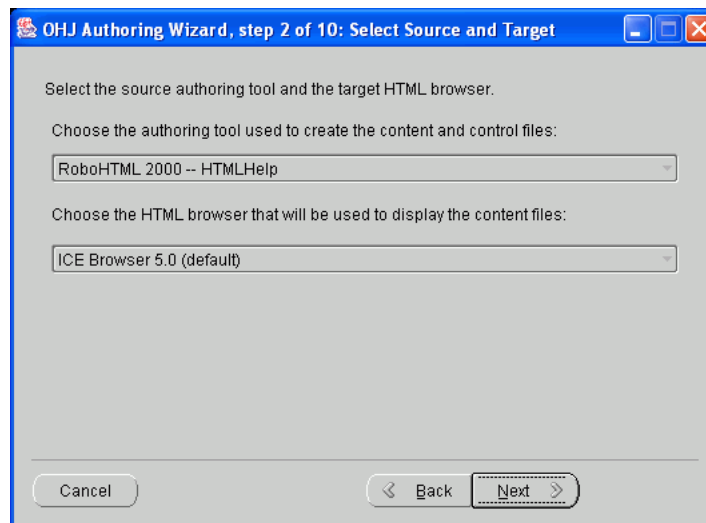 OHJ Authoring Wizard, step 2 of 10: Select Source and Target
Select the source authoring tool and the target HTML browser.
Choose the authoring tool used to create the content and control files:
RoboHTML 2000 -- HTMLHelp
Choose the HTML browser that will be used to display the content files:
ICE Browser 5.0 (default)
Cancel Back Next